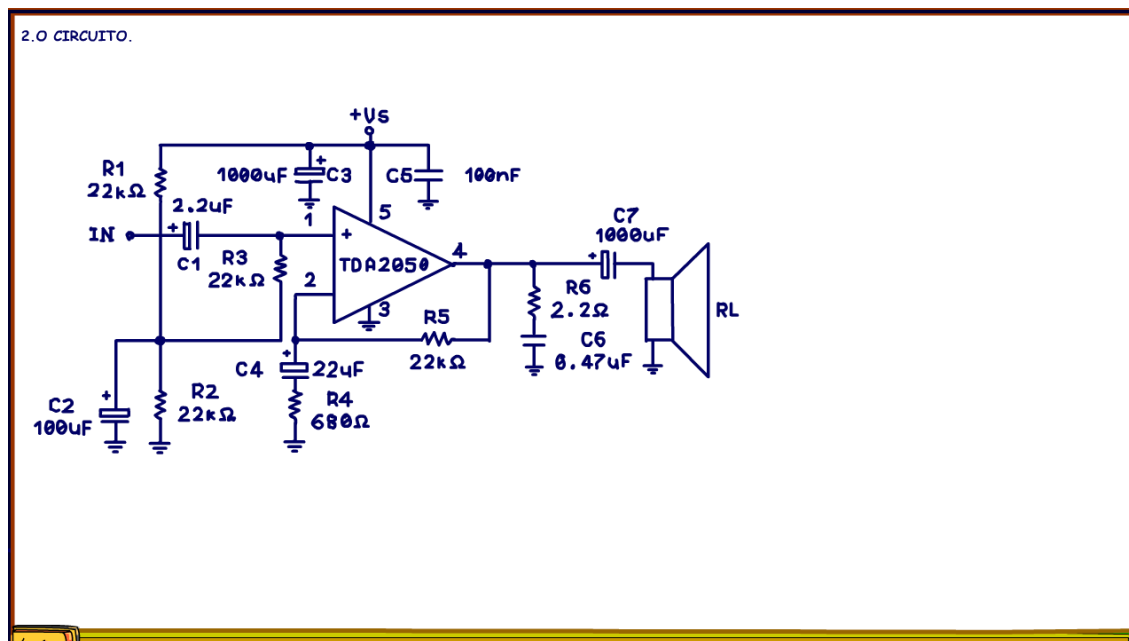 2.O CIRCUITO.
+Vs
R1
22kΩ
1000uF
+
C3
C5
100nF
2.2uF
+
IN
C1
1
5
+
TDA2050
R3
22kΩ
2
3
4
C7
1000uF
+
R6
2.2Ω
RL
R5
22kΩ
C6
0.47uF
+
C4
22uF
R4
680Ω
+
C2
100uF
R2
22kΩ